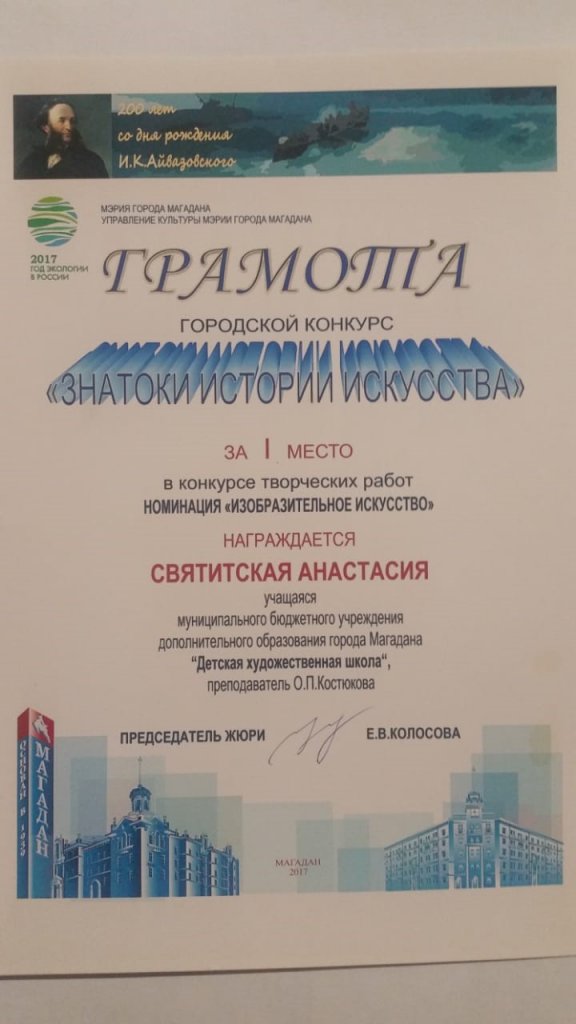 200 лет
со дня рождения
И.К.Айвазовского
МЭРИЯ ГОРОДА МАГАДАНА
УПРАВЛЕНИЕ КУЛЬТУРЫ МЭРИИ ГОРОДА МАГАДАНА
2017
ГОД ЭКОЛОГИИ
В РОССИИ
ГРАМОТА
ГОРОДСКОЙ КОНКУРС
«ЗНАТОКИ ИСТОРИИ ИСКУССТВА»
ЗА I МЕСТО
в конкурсе творческих работ
НОМИНАЦИЯ «ИЗОБРАЗИТЕЛЬНОЕ ИСКУССТВО»
НАГРАЖДАЕТСЯ
СВЯТИТСКАЯ АНАСТАСИЯ
учащаяся
муниципального бюджетного учреждения
дополнительного образования города Магадана
“Детская художественная школа“,
преподаватель О.П.Костюкова
ПРЕДСЕДАТЕЛЬ ЖЮРИ Е.В.КОЛОСОВА
ОСНОВАН В 1939
МАГАДАН
МАГАДАН
2017